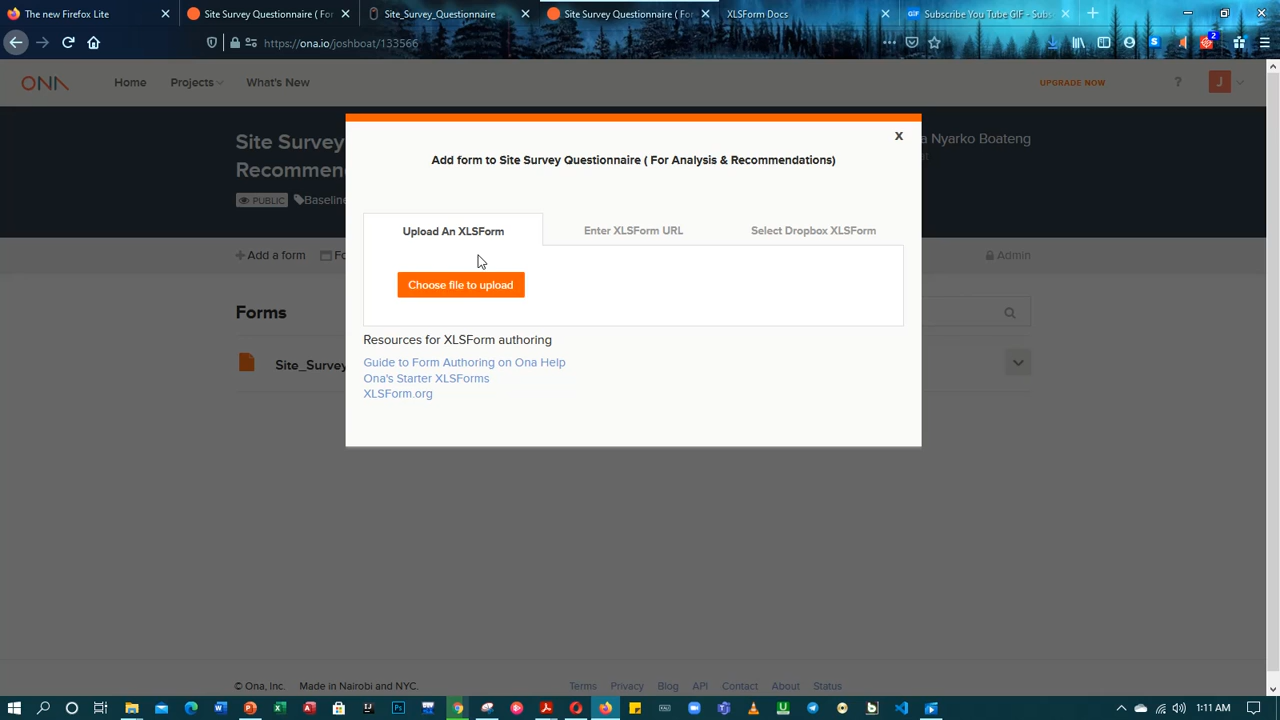 The new Firefox Lite
Site Survey Questionnaire ( For
Site_Survey_Questionnaire
Site Survey Questionnaire ( For
XLSForm Docs
GIF Subscribe You Tube GIF - Subs
https://ona.io/joshboat/133566
2
ONA
Home
Projects
What's New
UPGRADE NOW
?
J
X
Add form to Site Survey Questionnaire ( For Analysis & Recommendations)
Site Survey
Recommen
a Nyarko Boateng
PUBLIC
Baseline
Upload An XLSForm
Enter XLSForm URL
Select Dropbox XLSForm
Add a form
Fo
Admin
Choose file to upload
Forms
Resources for XLSForm authoring
Guide to Form Authoring on Ona Help
Site_Survey
Ona's Starter XLSForms
XLSForm.org
© Ona, Inc.
Made in Nairobi and NYC.
Terms
Privacy
Blog
API
Contact
About
Status
1:11 AM